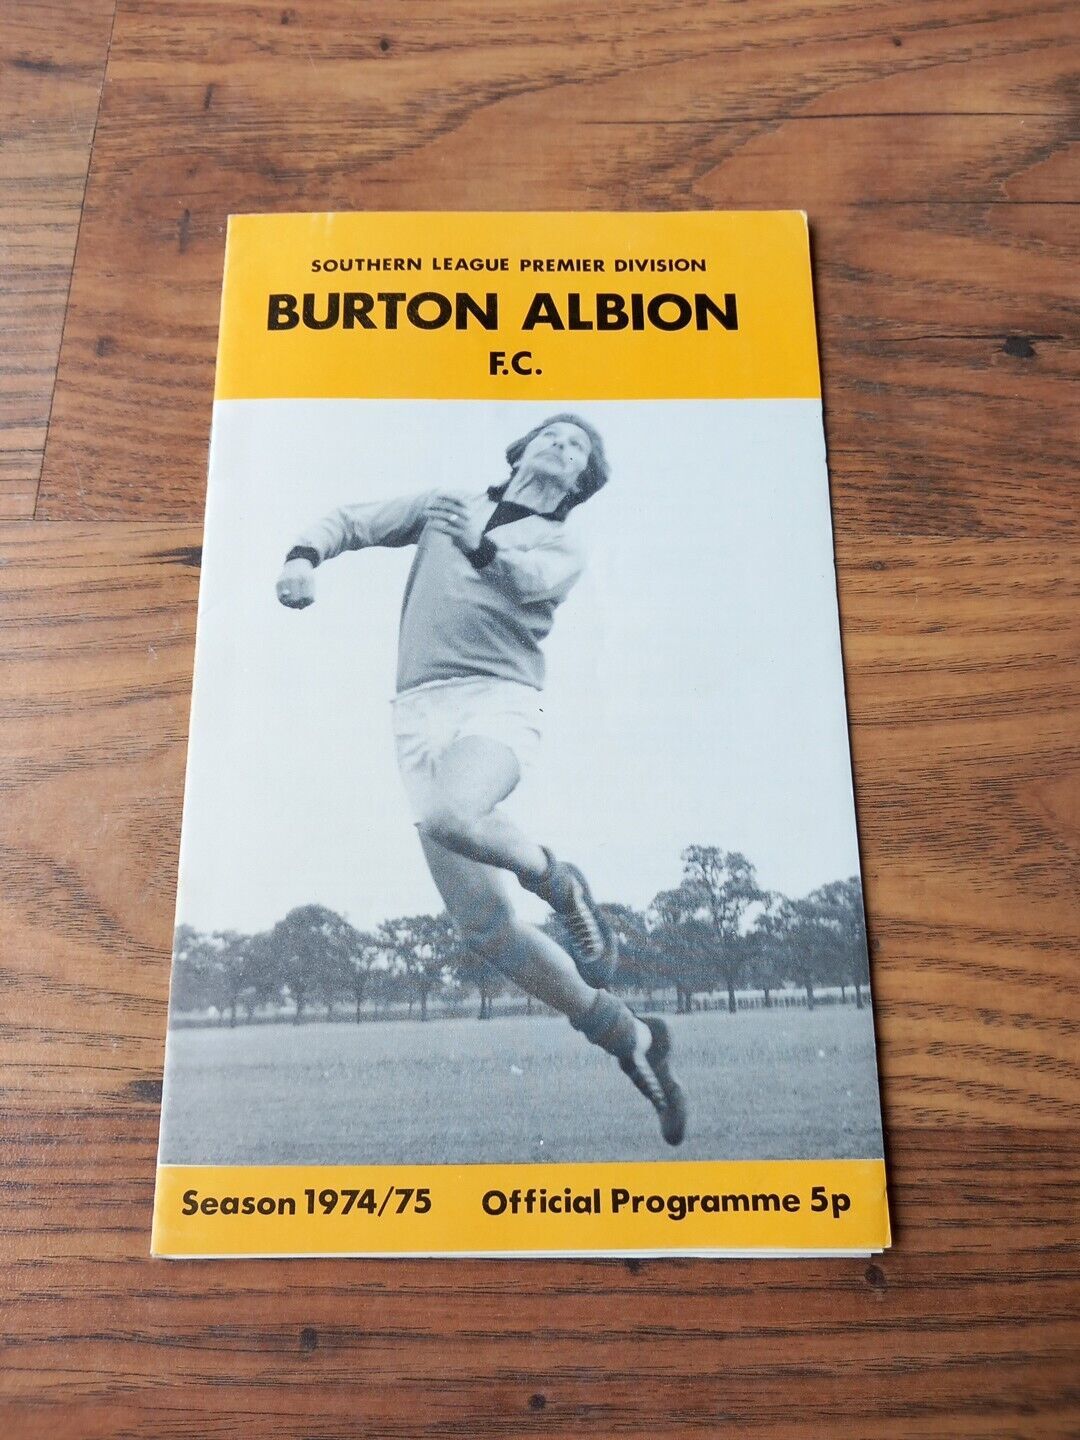 SOUTHERN LEAGUE PREMIER DIVISION
BURTON ALBION
F.C.
Season 1974/75 Official Programme 5p